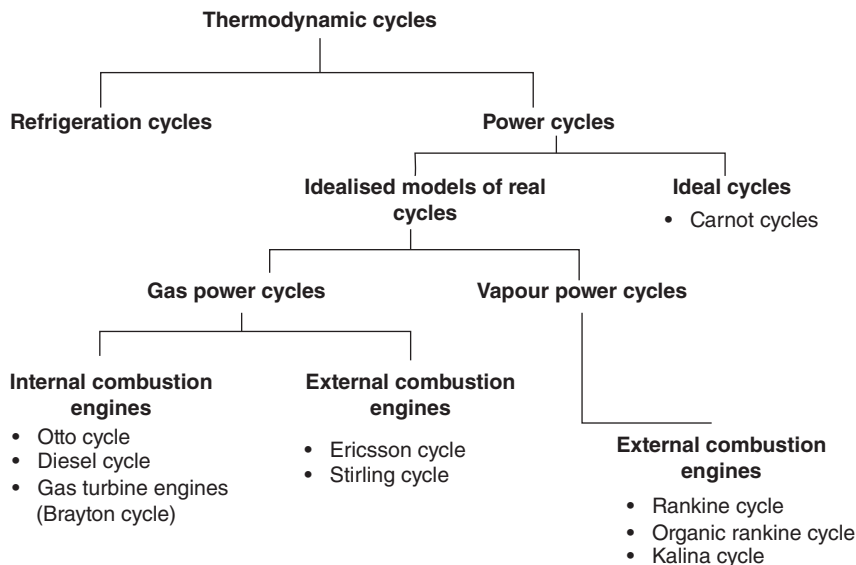 Thermodynamic cycles
Refrigeration cycles
Power cycles
Idealised models of real
cycles
Ideal cycles
• Carnot cycles
Gas power cycles
Vapour power cycles
Internal combustion
engines
• Otto cycle
• Diesel cycle
• Gas turbine engines
(Brayton cycle)
External combustion
engines
• Ericsson cycle
• Stirling cycle
External combustion
engines
• Rankine cycle
• Organic rankine cycle
• Kalina cycle